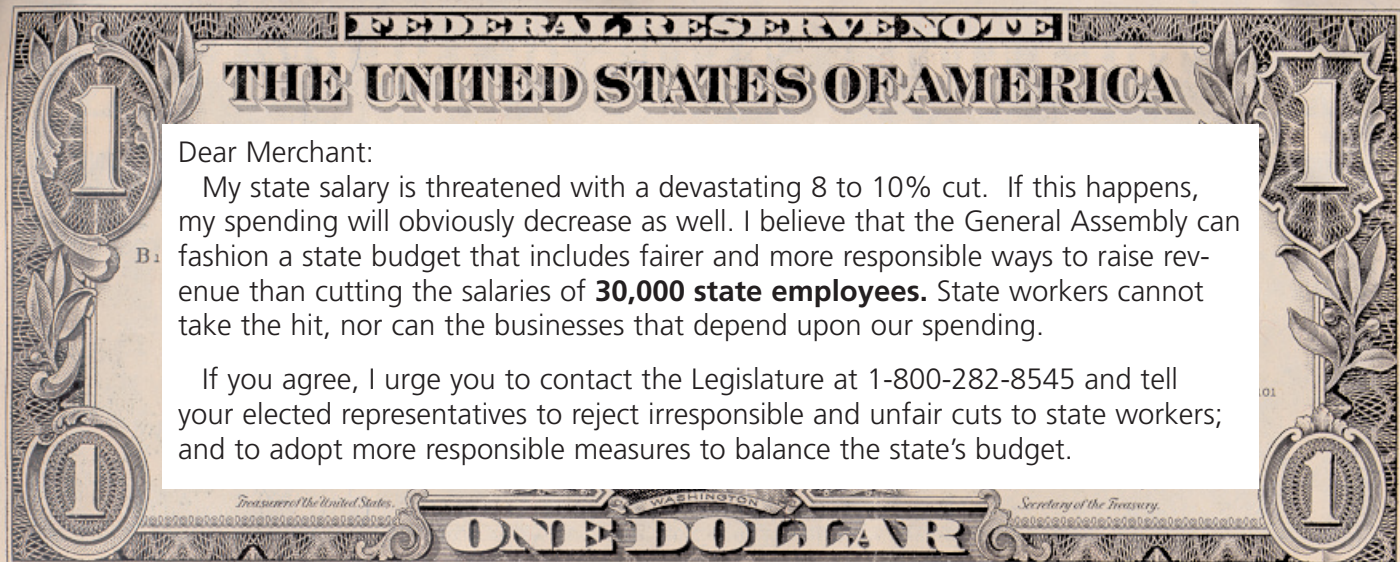 FEDERAL RESERVE NOTE
THE UNITED STATES OF AMERICA
1 1
Dear Merchant:
My state salary is threatened with a devastating 8 to 10% cut. If this happens,
my spending will obviously decrease as well. I believe that the General Assembly can
fashion a state budget that includes fairer and more responsible ways to raise rev-
enue than cutting the salaries of 30,000 state employees. State workers cannot
take the hit, nor can the businesses that depend upon our spending.
If you agree, I urge you to contact the Legislature at 1-800-282-8545 and tell
your elected representatives to reject irresponsible and unfair cuts to state workers;
and to adopt more responsible measures to balance the state's budget.
1 1
Treasurer of the United States. WASHINGTON Secretary of the Treasury.
ONE DOLLAR